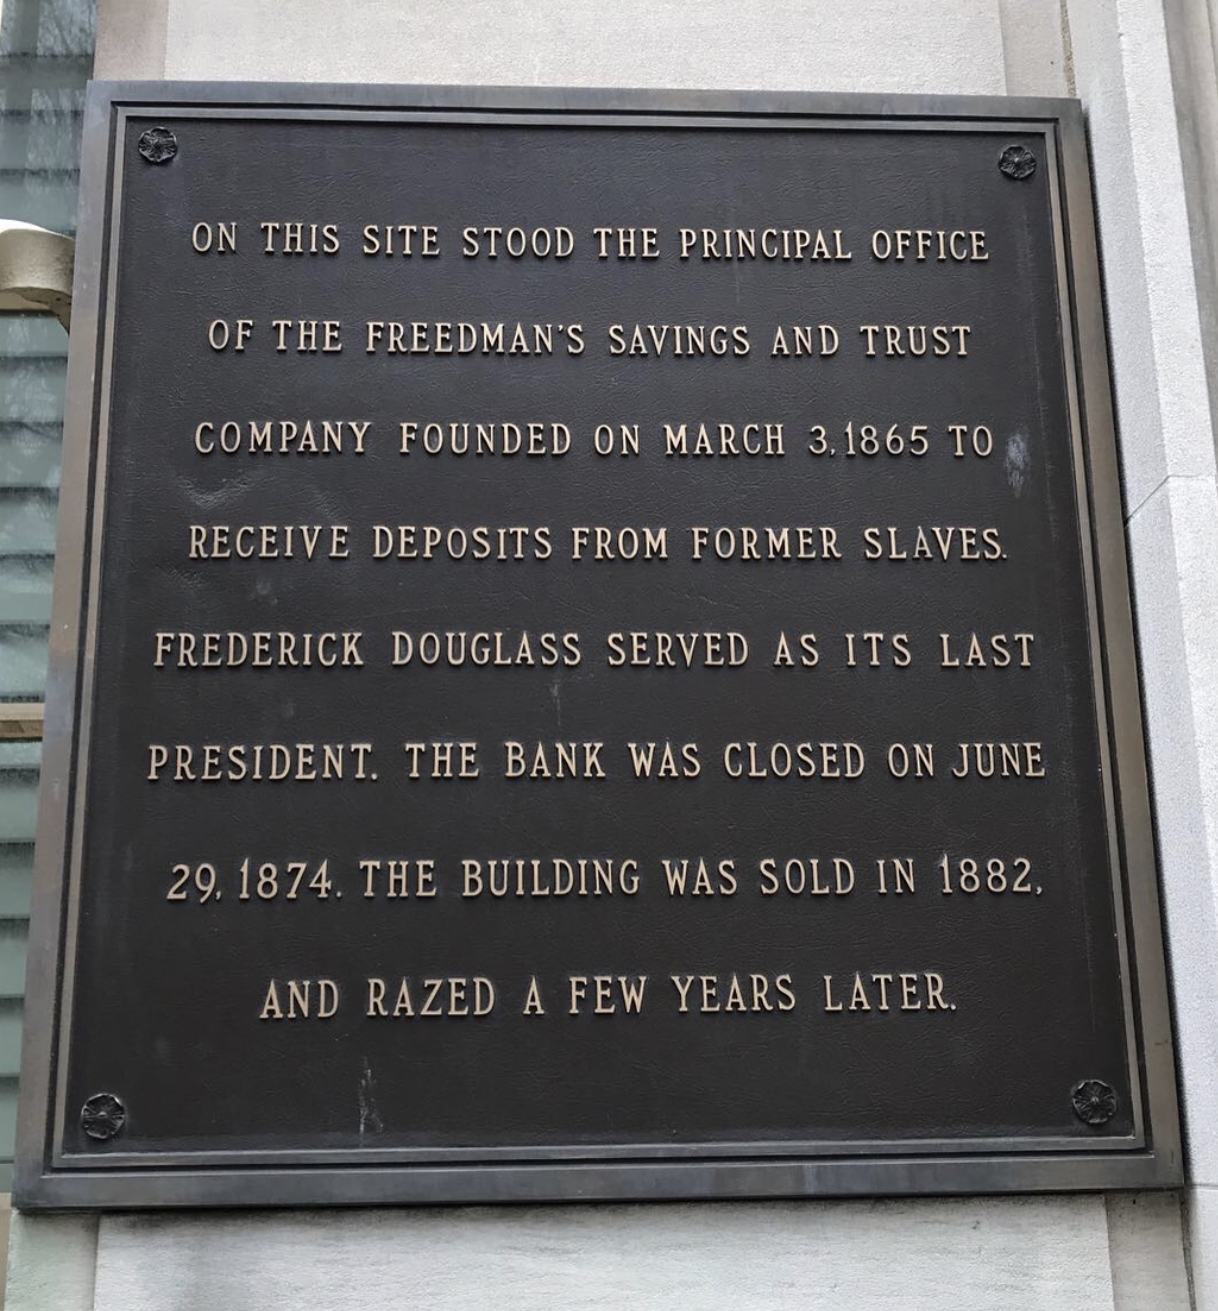 ON THIS SITE STOOD THE PRINCIPAL OFFICE
OF THE FREEDMAN'S SAVINGS AND TRUST
COMPANY FOUNDED ON MARCH 3, 1865 TO
RECEIVE DEPOSITS FROM FORMER SLAVES.
FREDERICK DOUGLASS SERVED AS ITS LAST
PRESIDENT. THE BANK WAS CLOSED ON JUNE
29, 1874. THE BUILDING WAS SOLD IN 1882,
AND RAZED A FEW YEARS LATER.